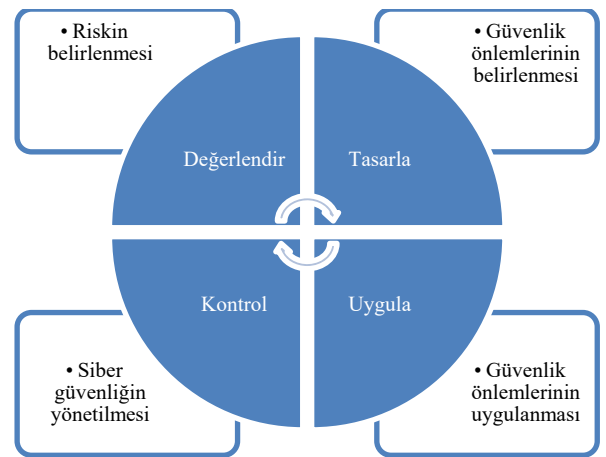 • Riskin
belirlenmesi
• Güvenlik
önlemlerinin
belirlenmesi
Değerlendir
Tasarla
Kontrol
Uygula
• Siber
güvenliğin
yönetilmesi
• Güvenlik
önlemlerinin
uygulanması